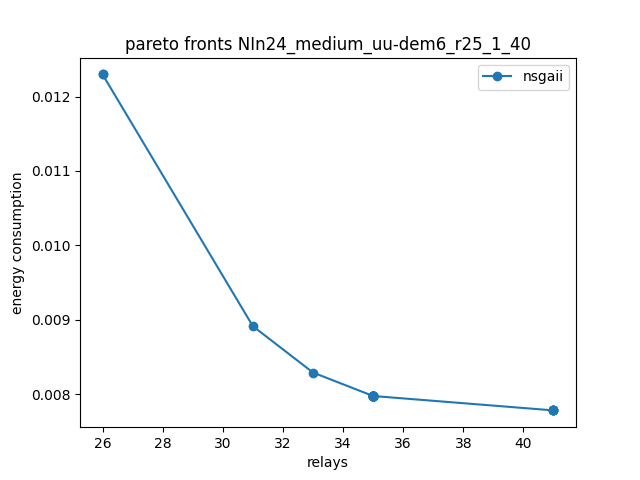 pareto fronts NIn24_medium_uu-dem6_r25_1_40
nsgaii
0.012
0.011
0.010
0.009
0.008
energy consumption
26 28 30 32 34 36 38 40
relays